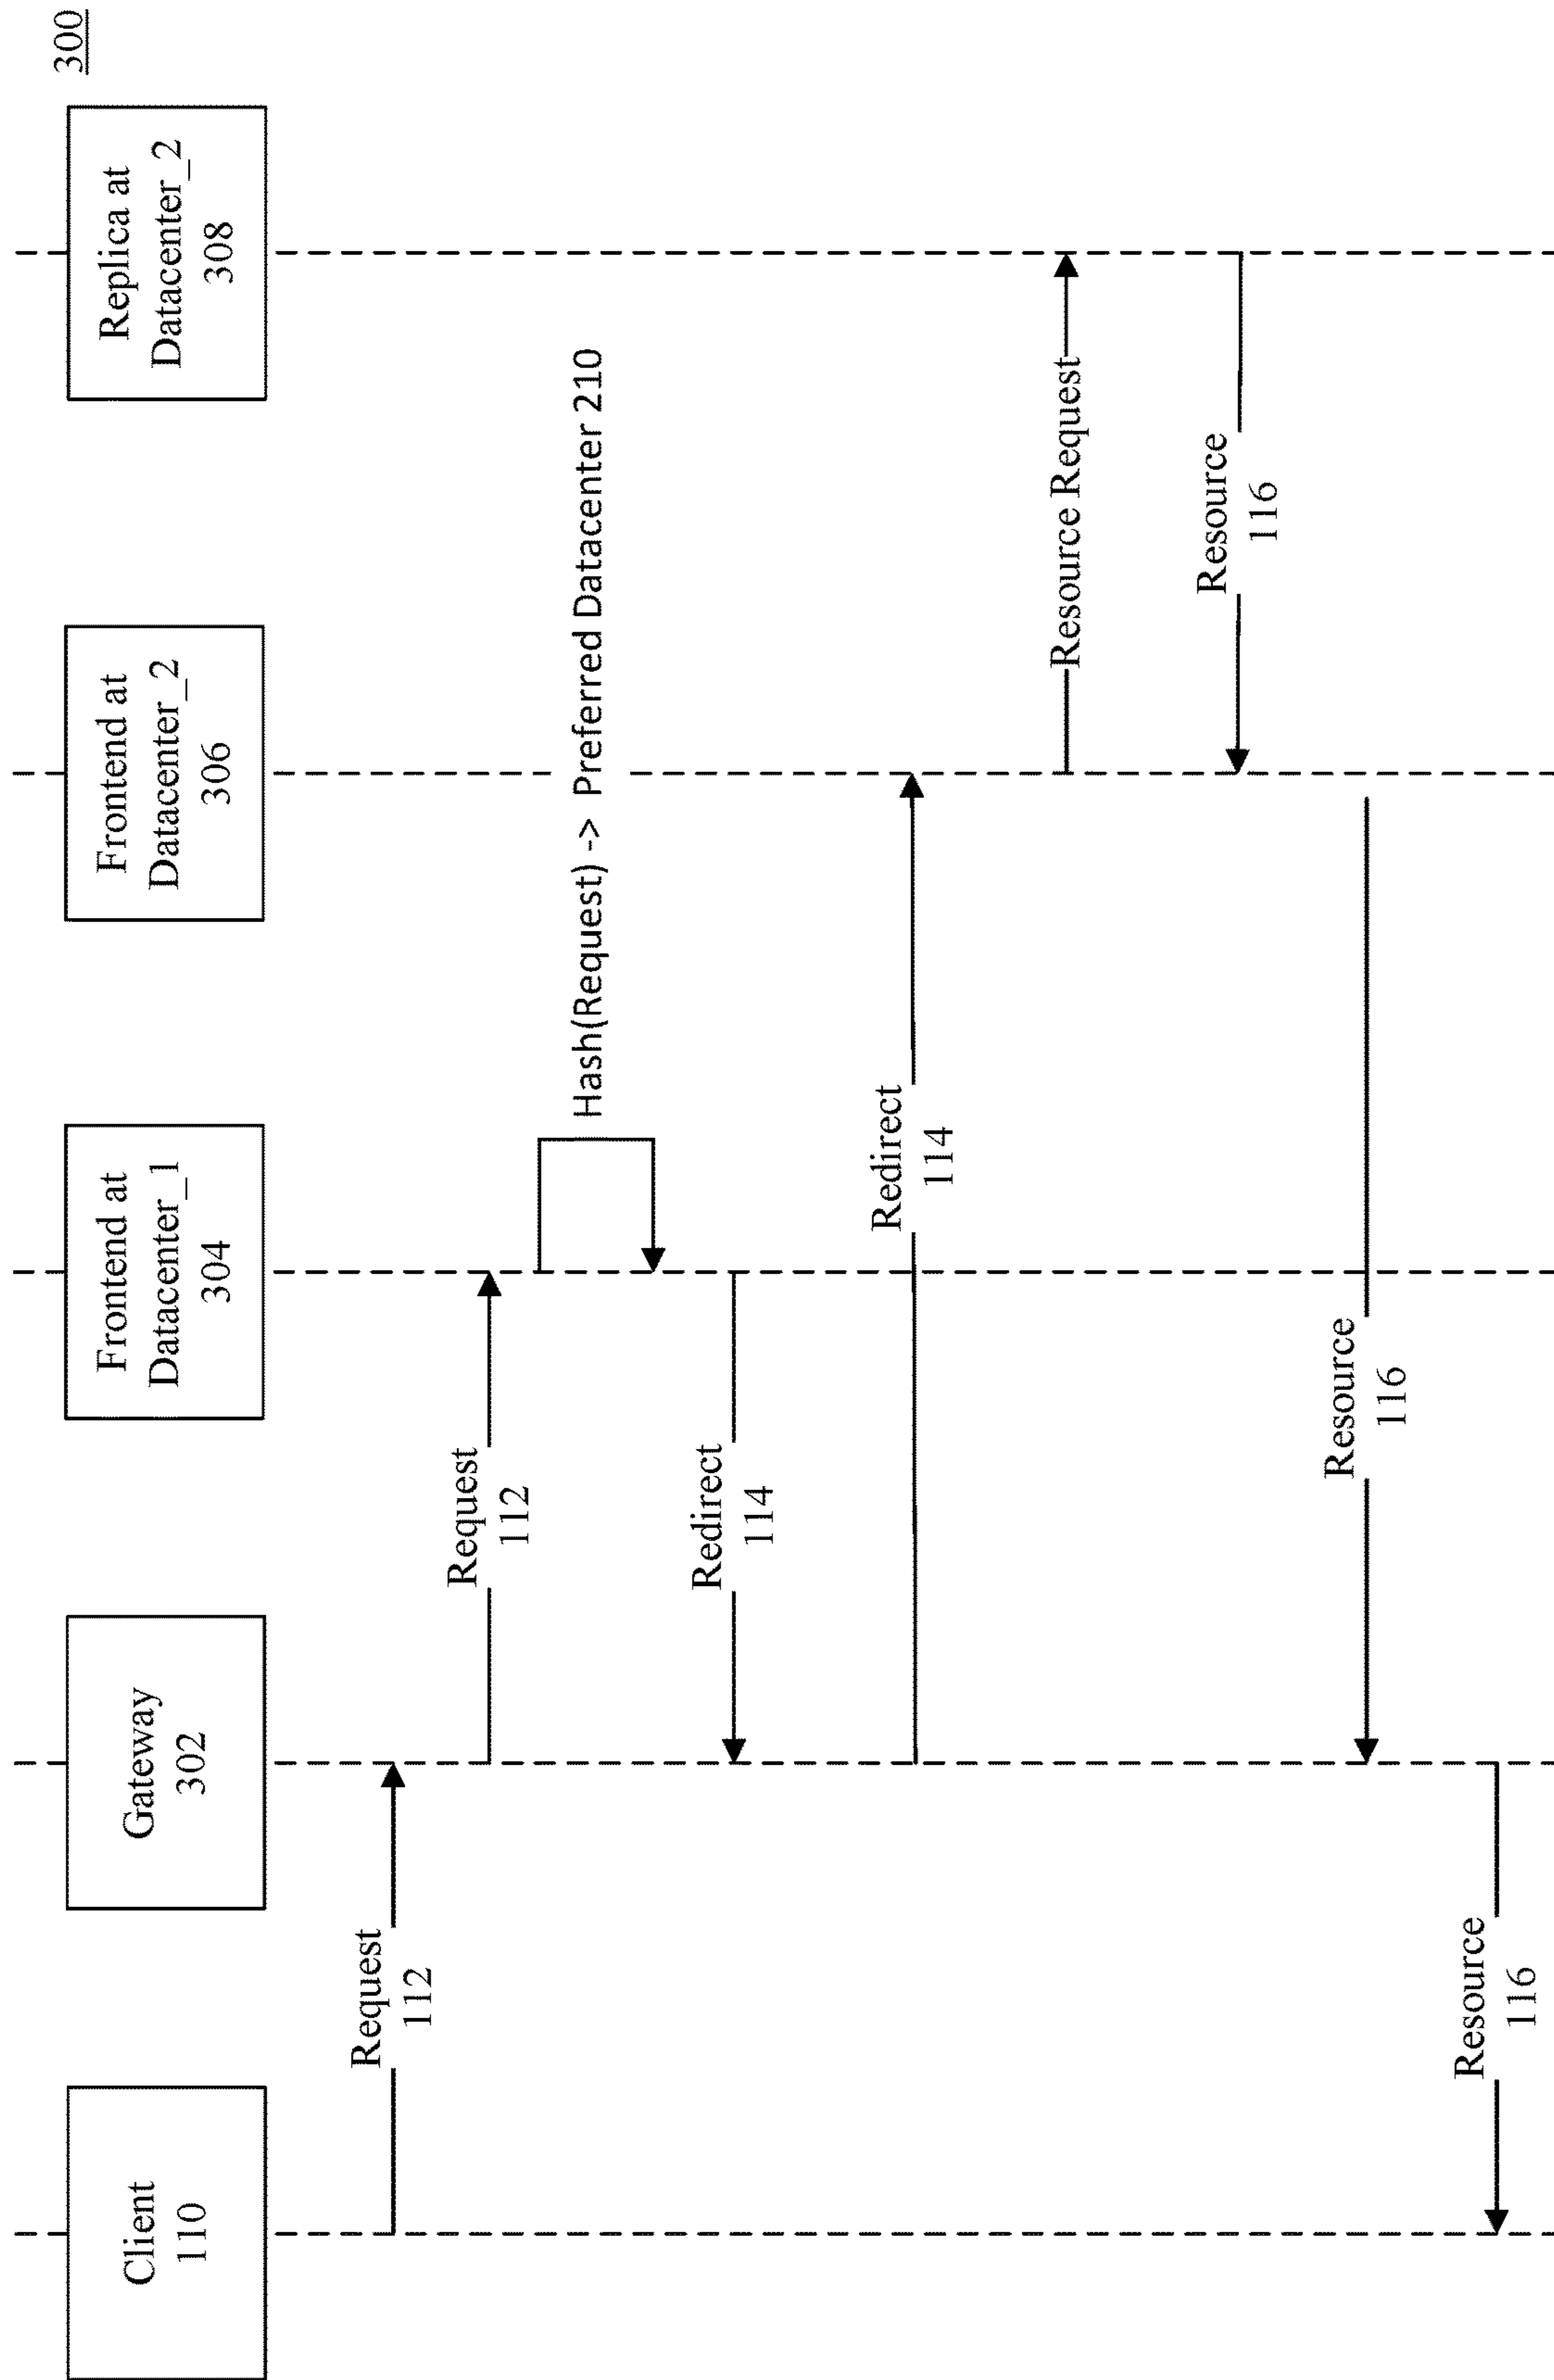 300
Client
110
Gateway
302
Frontend at
Datacenter_1
304
Frontend at
Datacenter_2
306
Replica at
Datacenter_2
308
Request
112
Request
112
Hash(Request) -> Preferred Datacenter 210
Redirect
114
Redirect
114
Resource Request
Resource
116
Resource
116
Resource
116